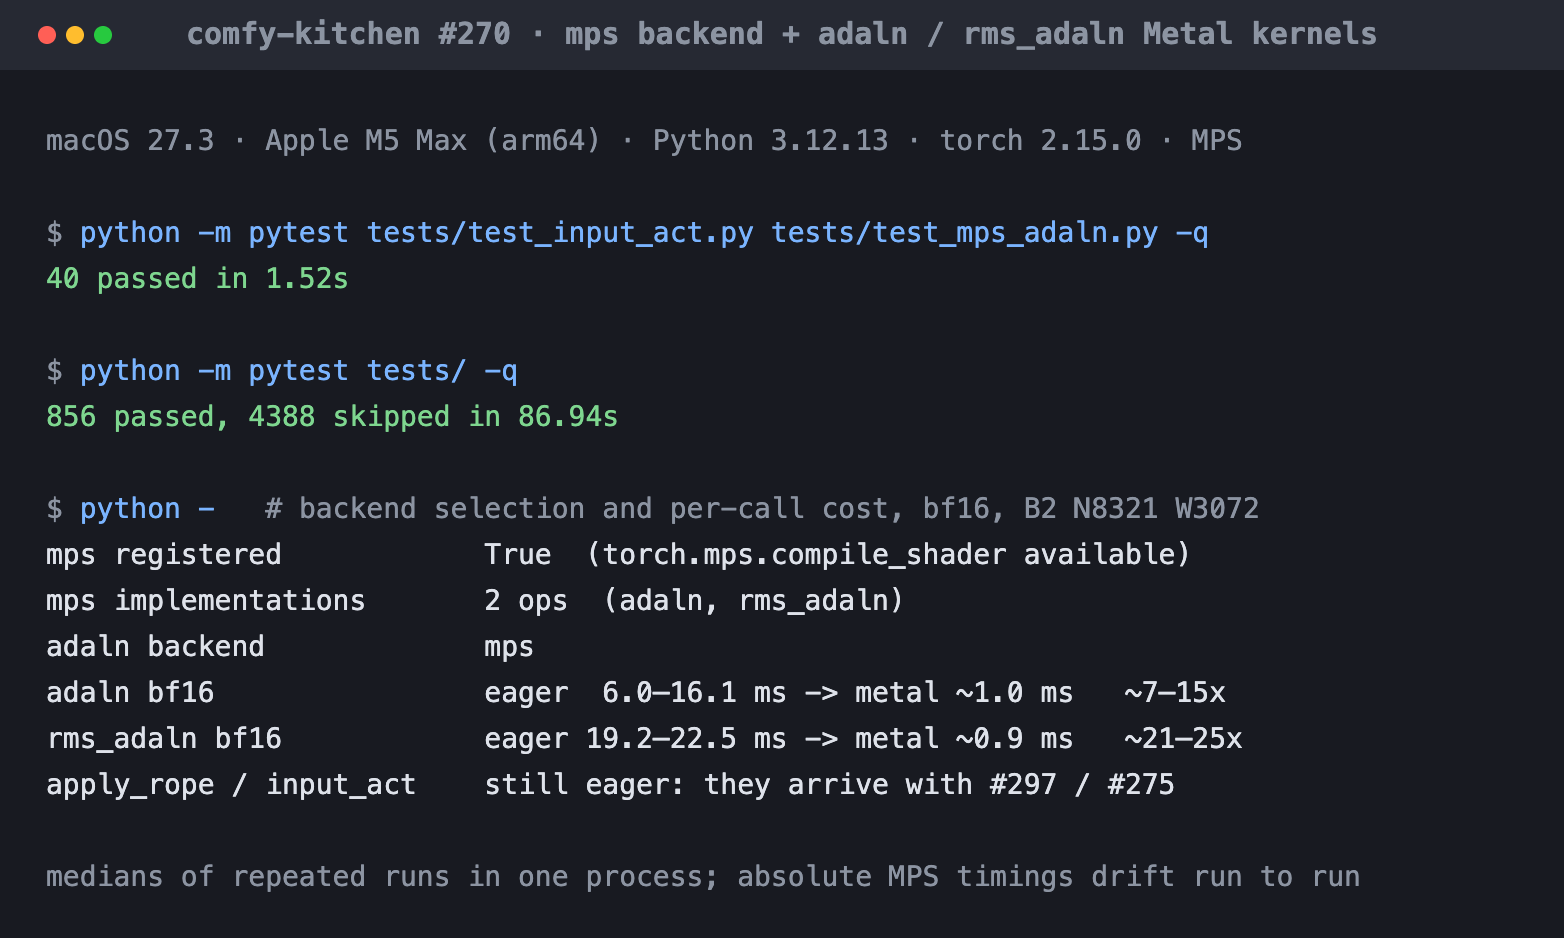 comfy-kitchen #270 · mps backend + adaln / rms_adaln Metal kernels
macOS 27.3 · Apple M5 Max (arm64) · Python 3.12.13 · torch 2.15.0 · MPS
$ python -m pytest tests/test_input_act.py tests/test_mps_adaln.py -q
40 passed in 1.52s
$ python -m pytest tests/ -q
856 passed, 4388 skipped in 86.94s
$ python -   # backend selection and per-call cost, bf16, B2 N8321 W3072
mps registered            True  (torch.mps.compile_shader available)
mps implementations       2 ops  (adaln, rms_adaln)
adaln backend             mps
adaln bf16                eager  6.0–16.1 ms -> metal ~1.0 ms   ~7–15x
rms_adaln bf16            eager 19.2–22.5 ms -> metal ~0.9 ms   ~21–25x
apply_rope / input_act    still eager: they arrive with #297 / #275
medians of repeated runs in one process; absolute MPS timings drift run to run